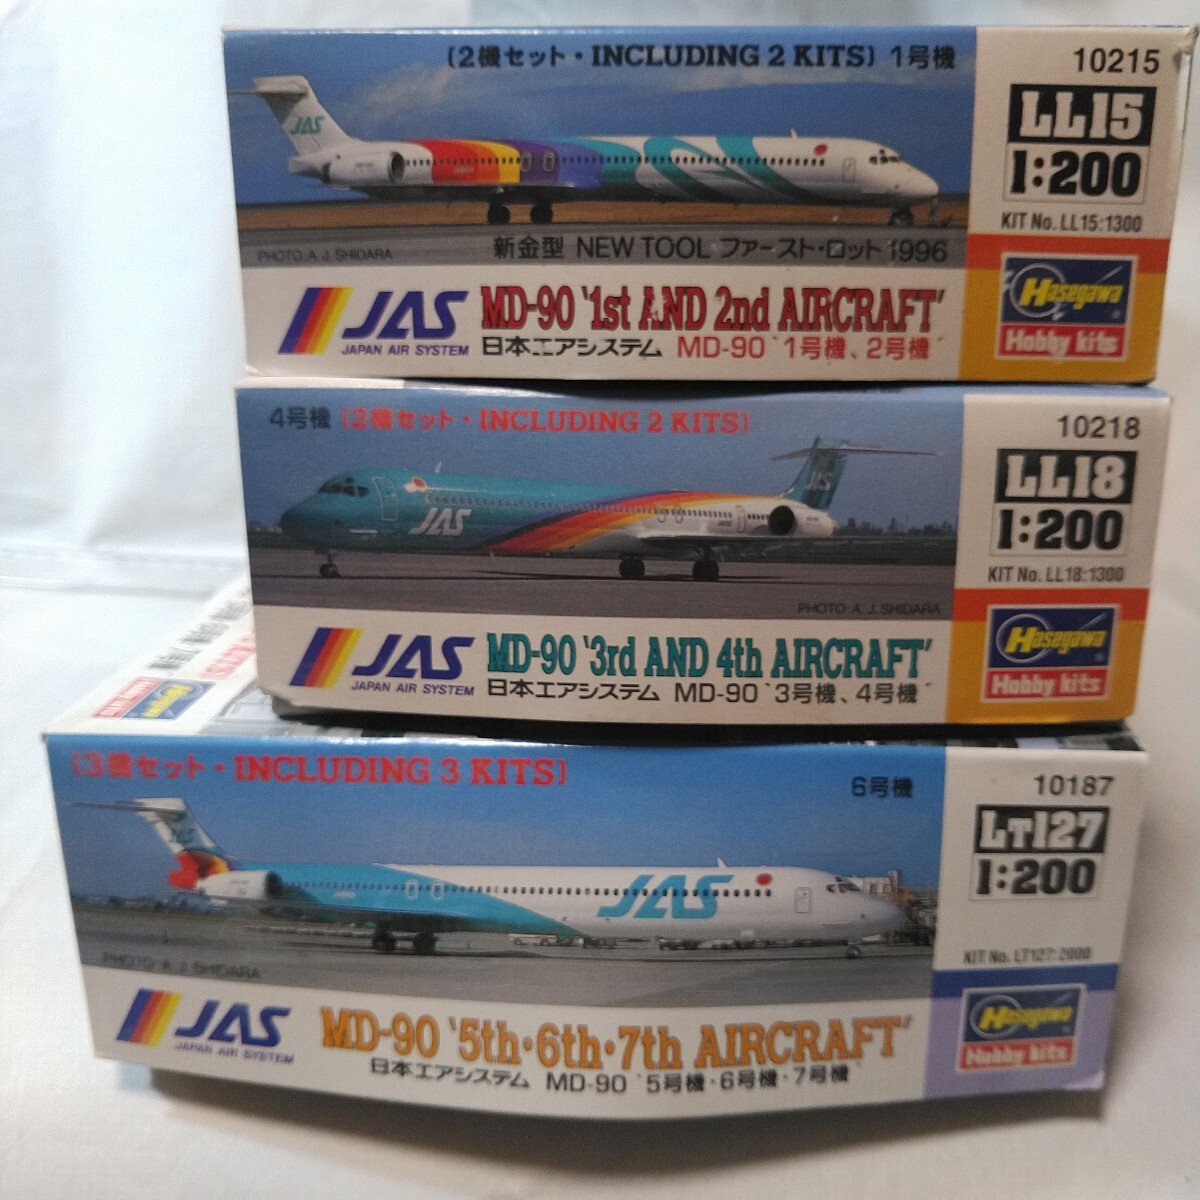 (2機セット・INCLUDING 2 KITS) 1号機
10215
LL15
1:200
KIT No. LL15:1300
JAS
PHOTO: A. J. SHIDARA
新金型 NEW TOOL ファースト・ロット 1996
JAS
JAPAN AIR SYSTEM
MD-90 '1st AND 2nd AIRCRAFT'
日本エアシステム MD-90 '1号機、2号機'
Hasegawa
Hobby kits
4号機 (2機セット・INCLUDING 2 KITS)
10218
LL18
1:200
KIT No. LL18:1300
JAS
JAS
PHOTO: A. J. SHIDARA
JAS
JAPAN AIR SYSTEM
MD-90 '3rd AND 4th AIRCRAFT'
日本エアシステム MD-90 '3号機、4号機'
Hasegawa
Hobby kits
(3機セット・INCLUDING 3 KITS)
6号機
10187
LT127
1:200
KIT No. LT127:2000
JAS
JAS
PHOTO: A. J. SHIDARA
JAS
JAPAN AIR SYSTEM
MD-90 '5th・6th・7th AIRCRAFT'
日本エアシステム MD-90 '5号機・6号機・7号機'
Hasegawa
Hobby kits